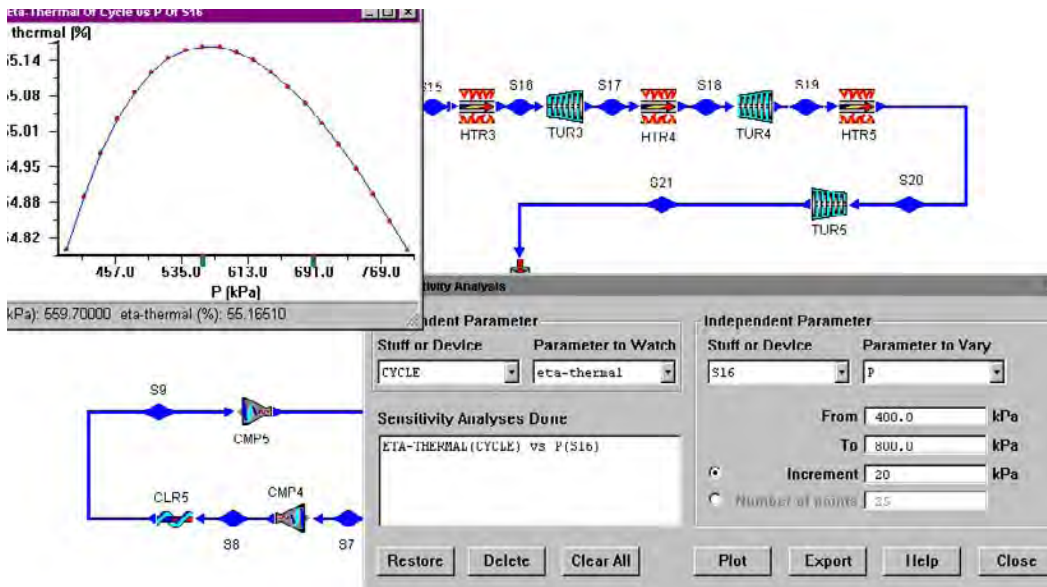 Eta-Thermal Of Cycle vs P Of S16
thermal [%]
55.14
55.08
55.01
54.95
54.88
54.82
457.0 535.0 613.0 691.0 769.0
P [kPa]
kPa): 559.70000 eta-thermal (%): 55.16510
S15 S16 S17 S18 S19
HTR3 TUR3 HTR4 TUR4 HTR5
S21 S20
TUR5
S9
CMP5
CLR5 CMP4
S8 S7
tivity Analysis
ndent Parameter
Stuff or Device Parameter to Watch
CYCLE eta-thermal
Sensitivity Analyses Done
ETA-THERMAL(CYCLE) vs P(S16)
Restore Delete Clear All
Independent Parameter
Stuff or Device Parameter to Vary
S16 P
From 400.0 kPa
To 800.0 kPa
Increment 20 kPa
Number of points 25
Plot Export Help Close